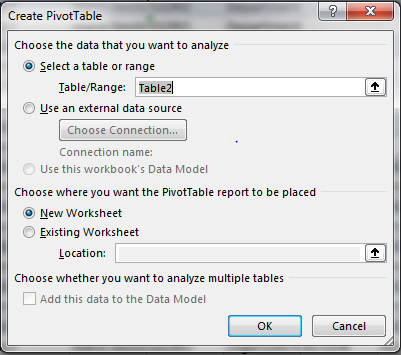 Create PivotTable
?
Choose the data that you want to analyze
Select a table or range
Table/Range: Table2
Use an external data source
Choose Connection...
Connection name:
Use this workbook's Data Model
Choose where you want the PivotTable report to be placed
New Worksheet
Existing Worksheet
Location:
Choose whether you want to analyze multiple tables
Add this data to the Data Model
OK Cancel